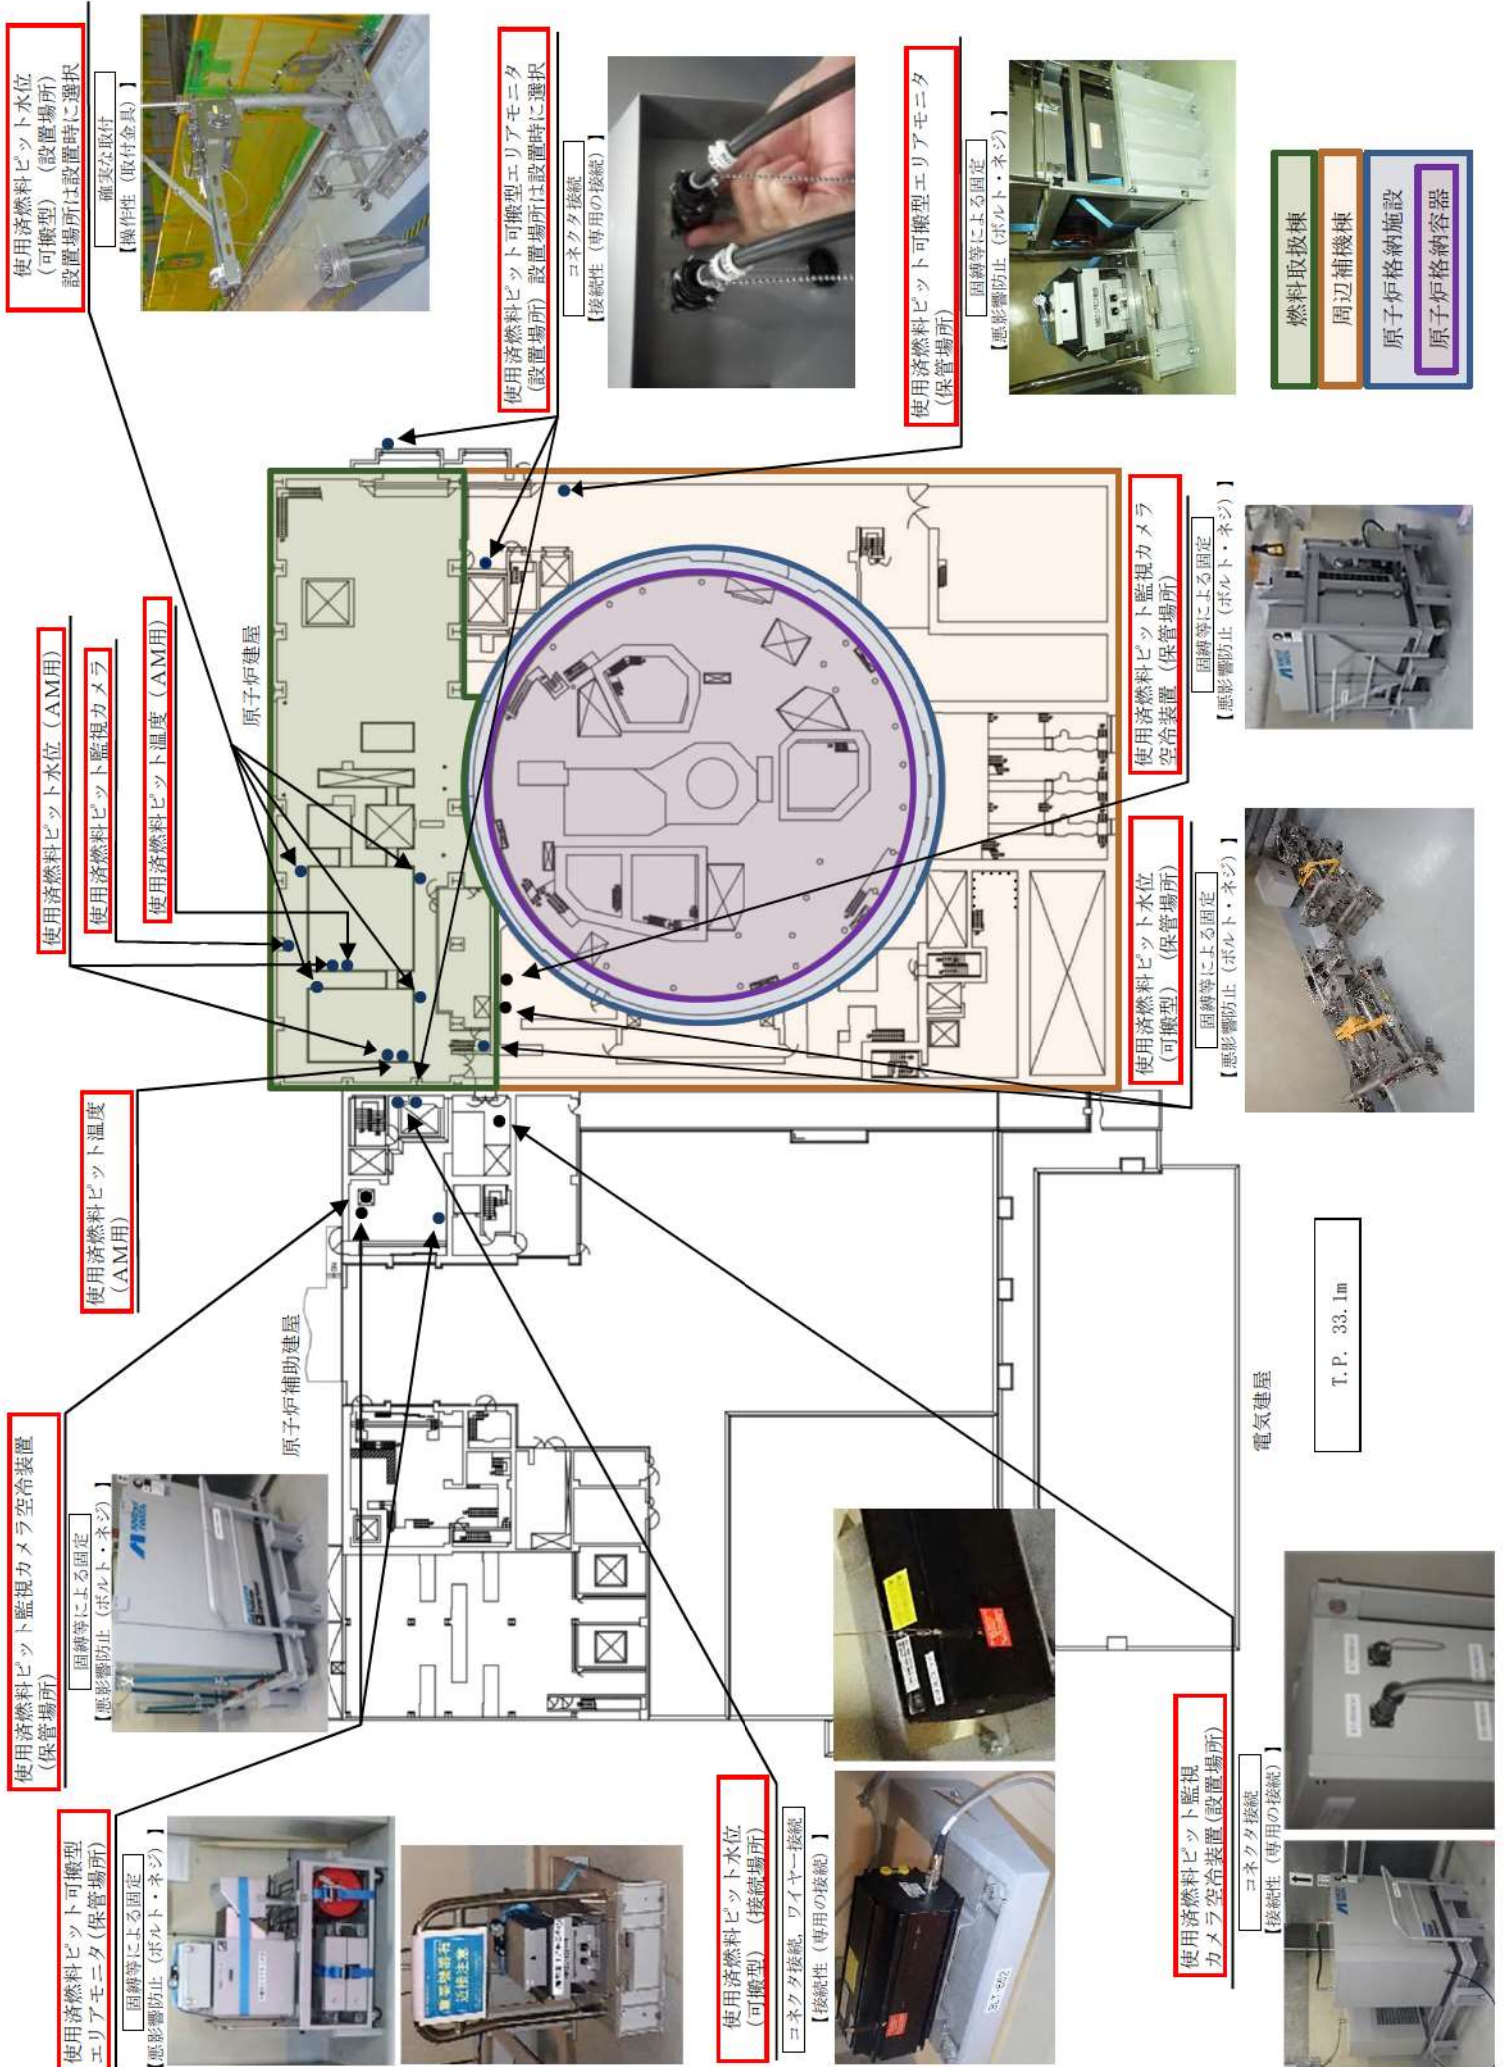 使用済燃料ピット可搬型
エリアモニタ(保管場所)
固縛等による固定
【悪影響防止（ボルト・ネジ）】
使用済燃料ピット監視カメラ空冷装置
(保管場所)
固縛等による固定
【悪影響防止（ボルト・ネジ）】
使用済燃料ピット温度
（AM用）
使用済燃料ピット水位（AM用）
使用済燃料ピット監視カメラ
使用済燃料ピット温度（AM用）
使用済燃料ピット水位
（可搬型）（設置場所）
設置場所は設置時に選択
確実な取付
【操作性（取付金具）】
原子炉補助建屋
原子炉建屋
使用済燃料ピット可搬型エリアモニタ
(設置場所) 設置場所は設置時に選択
コネクタ接続
【接続性（専用の接続）】
使用済燃料ピット水位
（可搬型）（接続場所）
コネクタ接続，ワイヤー接続
【接続性（専用の接続）】
使用済燃料ピット可搬型エリアモニタ
(保管場所)
固縛等による固定
【悪影響防止（ボルト・ネジ）】
使用済燃料ピット水位
（可搬型）（保管場所）
固縛等による固定
【悪影響防止（ボルト・ネジ）】
使用済燃料ピット監視カメラ
空冷装置（保管場所）
固縛等による固定
【悪影響防止（ボルト・ネジ）】
使用済燃料ピット監視
カメラ空冷装置(設置場所)
コネクタ接続
【接続性（専用の接続）】
電気建屋
T.P. 33.1m
燃料取扱棟
周辺補機棟
原子炉格納施設
原子炉格納容器